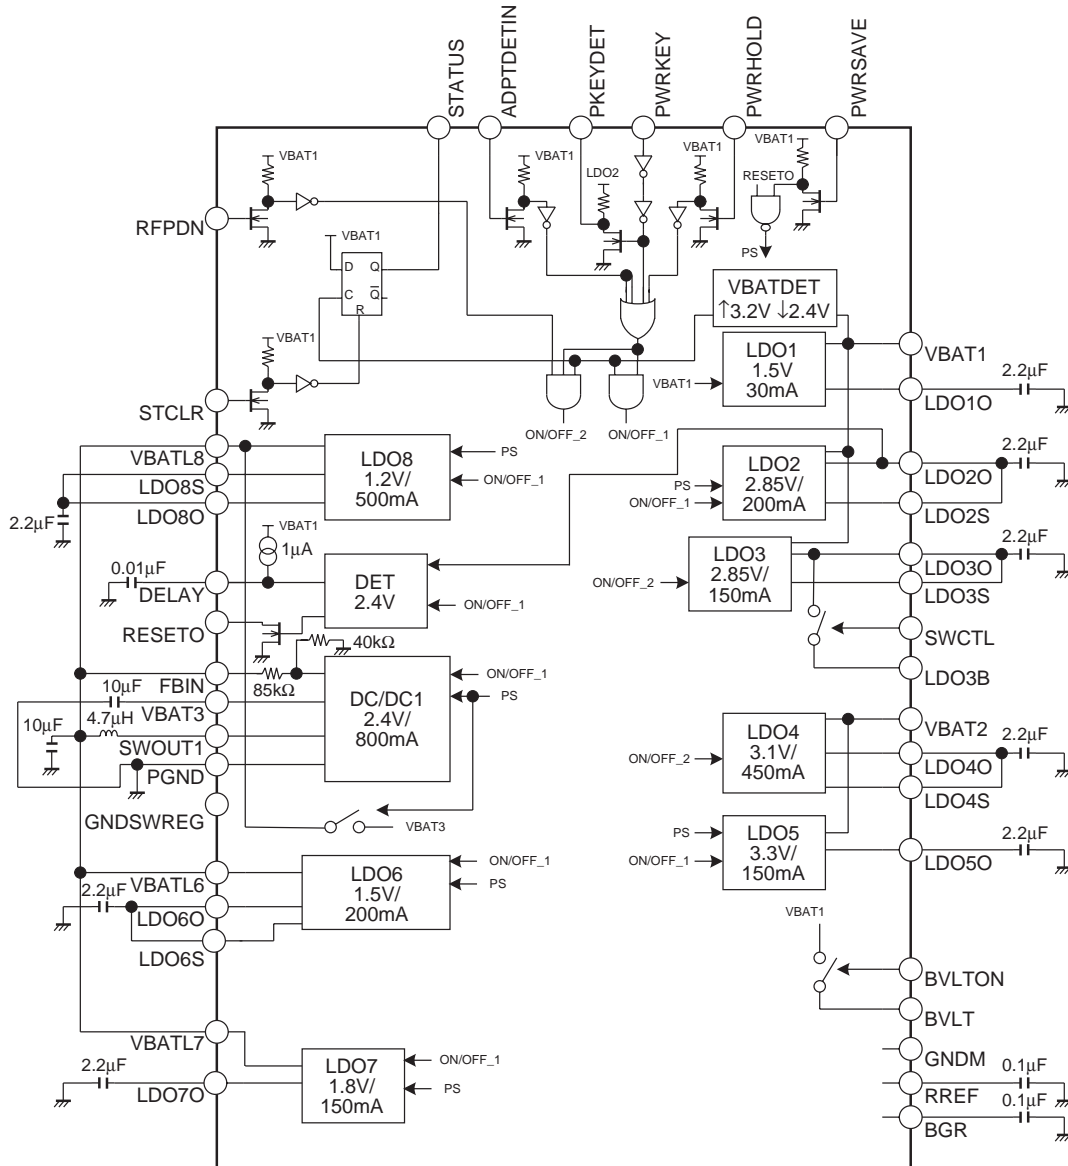 STATUS
ADPTDETIN
PKEYDET
PWRKEY
PWRHOLD
PWRSAVE
VBAT1
VBAT1
LDO2
VBAT1
VBAT1
RESETO
PS
RFPDN
VBAT1
D Q
C Q̅
R
VBATDET
↑3.2V ↓2.4V
VBAT1
STCLR
ON/OFF_2
ON/OFF_1
VBAT1
LDO1
1.5V
30mA
VBAT1
LDO1O
2.2µF
VBATL8
LDO8S
LDO8O
2.2µF
LDO8
1.2V/
500mA
PS
ON/OFF_1
PS
ON/OFF_1
LDO2
2.85V/
200mA
LDO2O
LDO2S
2.2µF
VBAT1
1µA
0.01µF
DELAY
DET
2.4V
ON/OFF_1
RESETO
ON/OFF_2
LDO3
2.85V/
150mA
LDO3O
LDO3S
2.2µF
SWCTL
LDO3B
40kΩ
85kΩ
FBIN
10µF
VBAT3
10µF
4.7µH
SWOUT1
PGND
GNDSWREG
DC/DC1
2.4V/
800mA
ON/OFF_1
PS
VBAT3
ON/OFF_2
LDO4
3.1V/
450mA
VBAT2
LDO4O
LDO4S
2.2µF
PS
ON/OFF_1
LDO5
3.3V/
150mA
LDO5O
2.2µF
VBATL6
2.2µF
LDO6O
LDO6S
LDO6
1.5V/
200mA
ON/OFF_1
PS
VBAT1
BVLTON
BVLT
VBATL7
2.2µF
LDO7O
LDO7
1.8V/
150mA
ON/OFF_1
PS
GNDM
RREF
0.1µF
BGR
0.1µF